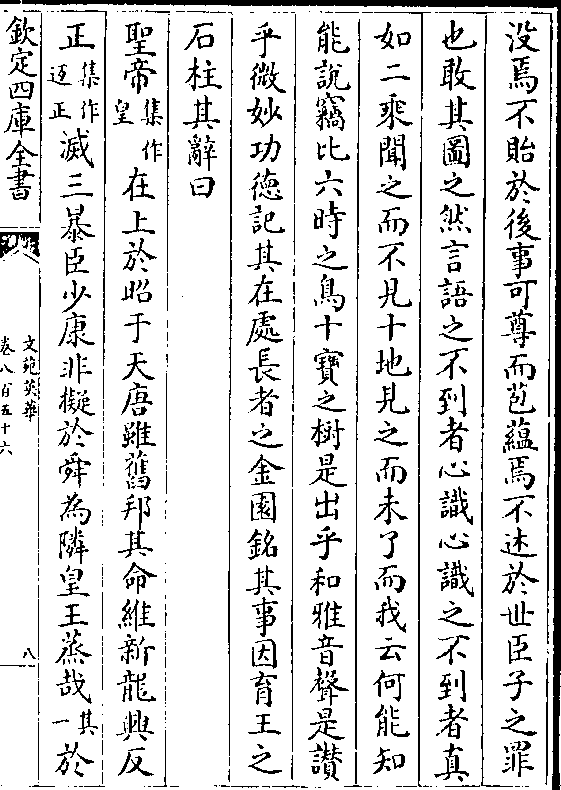 没焉不貽於後事可尊而苞蘊焉不述於世臣子之罪
也敢其圖之然言語之不到者心識心識之不到者真
如二乘聞之而不見十地見之而未了而我云何能知
能說竊比六時之鳥十寶之樹是出乎和雅音聲是讃
乎微妙功徳記其在處長者之金園銘其事因育王之
石柱其辭曰
聖帝集作皇在上於昭于天唐雖舊邦其命維新龍興反
正集作迓正滅三暴臣少康非擬於舜為隣皇王蒸哉其一於
欽定四庫全書
文苑英華
卷八百五十六
八